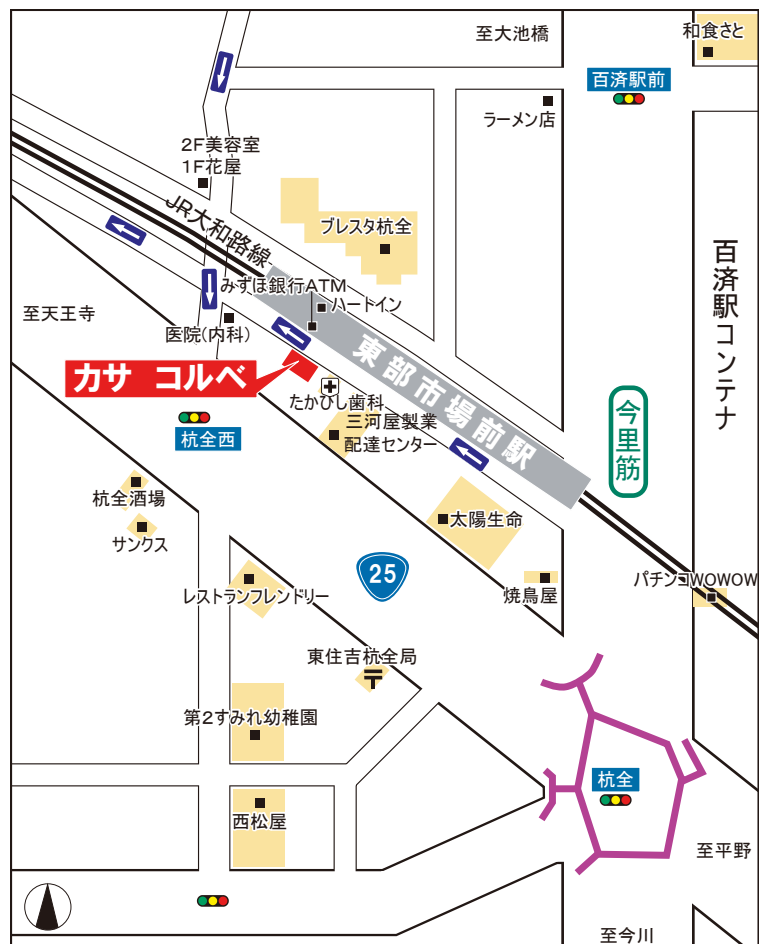 至大池橋
和食さと
百済駅前
ラーメン店
2F美容室
1F花屋
JR大和路線
プレスタ杭全
みずほ銀行ATM
ハートイン
至天王寺
医院(内科)
百済駅コンテナ
カサ コルベ
東部市場前駅
たかびし歯科
三河屋製業
配達センター
今里筋
杭全西
杭全酒場
サンクス
太陽生命
25
レストランフレンドリー
焼鳥屋
パチンコWOWOW
東住吉杭全局
第2すみれ幼稚園
杭全
西松屋
至平野
至今川